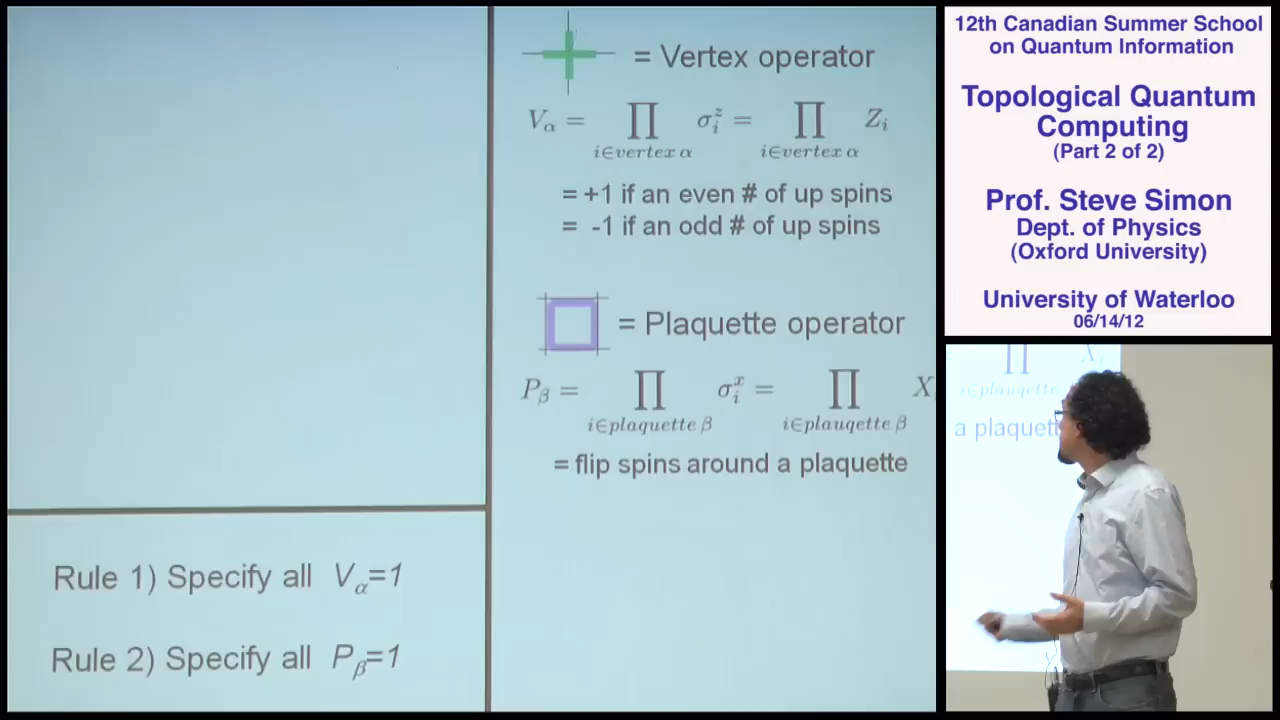 = Vertex operator
V_α = ∏_{i∈vertex α} σ_i^z = ∏_{i∈vertex α} Z_i
= +1 if an even # of up spins
= -1 if an odd # of up spins
= Plaquette operator
P_β = ∏_{i∈plaquette β} σ_i^x = ∏_{i∈plauqette β} X
= flip spins around a plaquette
Rule 1) Specify all V_α=1
Rule 2) Specify all P_β=1
12th Canadian Summer School
on Quantum Information
Topological Quantum
Computing
(Part 2 of 2)
Prof. Steve Simon
Dept. of Physics
(Oxford University)
University of Waterloo
06/14/12
∏ X_i
i∈plaquette
a plaquett